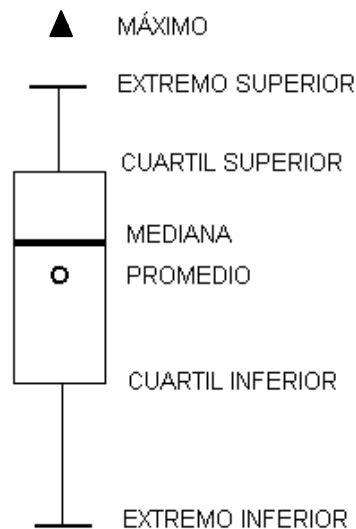 MÁXIMO
EXTREMO SUPERIOR
CUARTIL SUPERIOR
MEDIANA
PROMEDIO
CUARTIL INFERIOR
EXTREMO INFERIOR